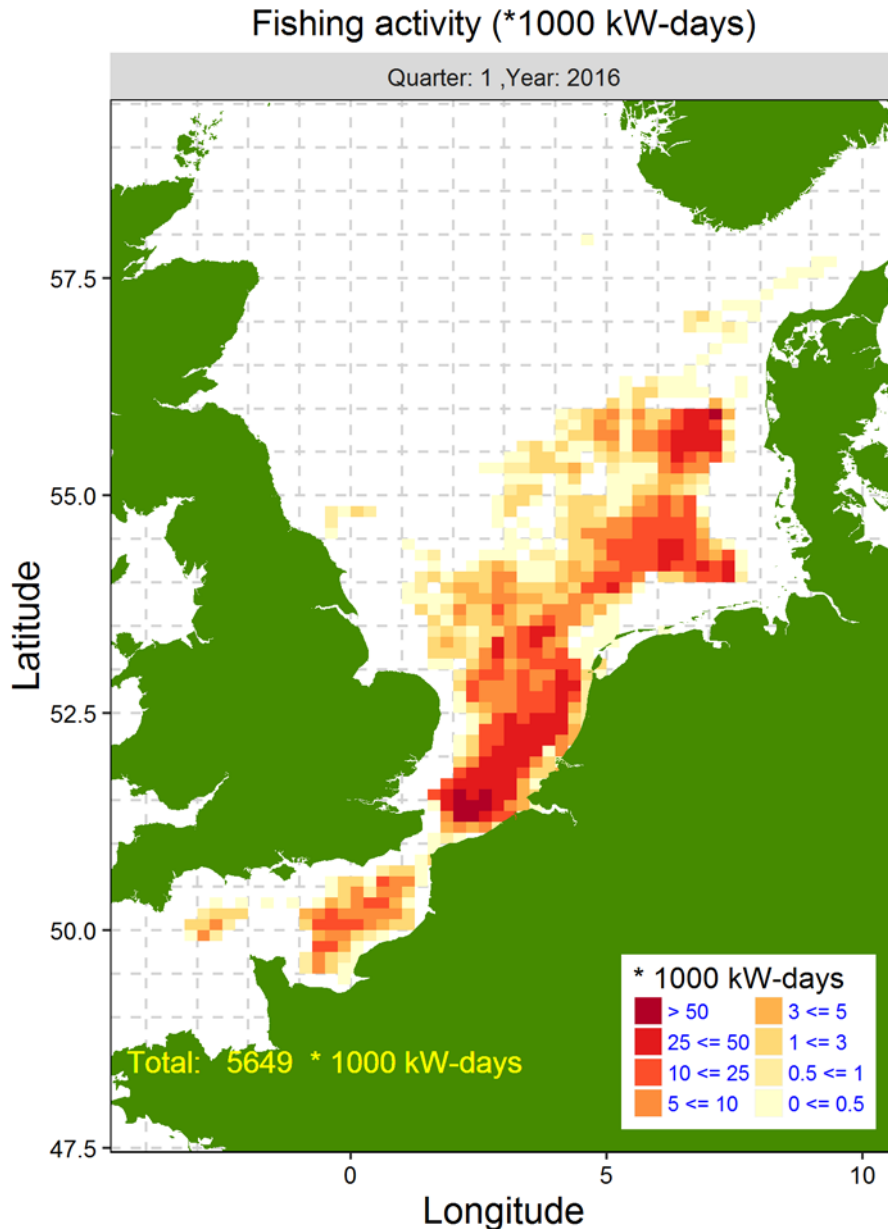 Fishing activity (*1000 kW-days)
Quarter: 1 ,Year: 2016
57.5
55.0
52.5
50.0
47.5
Latitude
Total: 5649 * 1000 kW-days
* 1000 kW-days
> 50
3 <= 5
25 <= 50
1 <= 3
10 <= 25
0.5 <= 1
5 <= 10
0 <= 0.5
0
5
10
Longitude